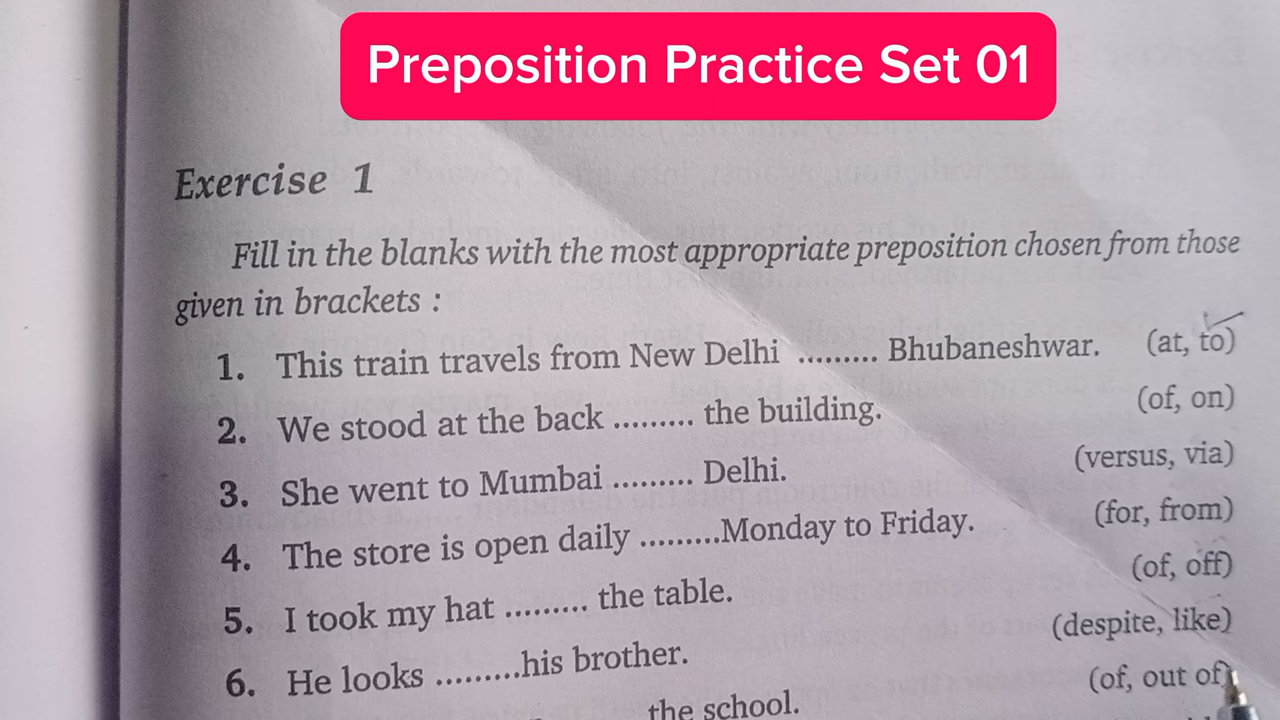 Preposition Practice Set 01
Exercise 1
Fill in the blanks with the most appropriate preposition chosen from those
given in brackets :
1. This train travels from New Delhi ......... Bhubaneshwar. (at, to)
2. We stood at the back ......... the building. (of, on)
3. She went to Mumbai ......... Delhi. (versus, via)
4. The store is open daily .........Monday to Friday. (for, from)
5. I took my hat ......... the table. (of, off)
6. He looks .........his brother. (despite, like)
the school. (of, out of)